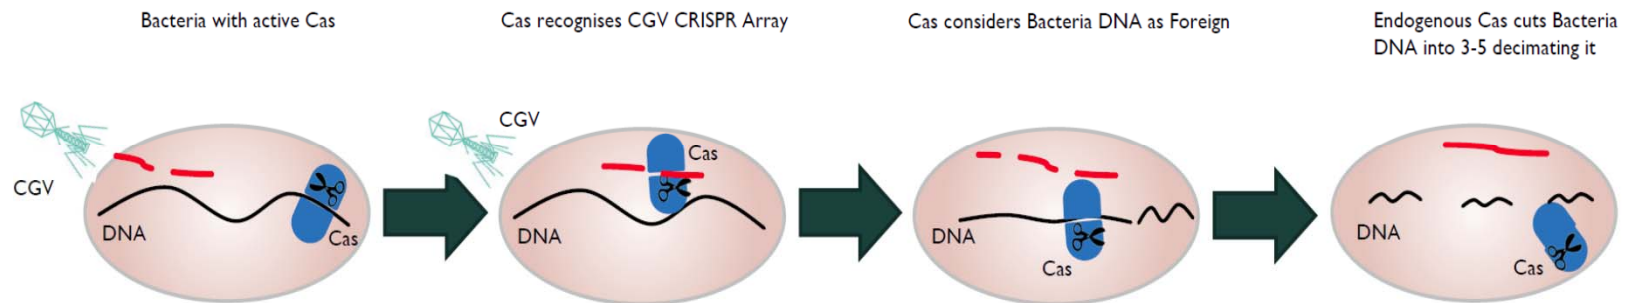 Bacteria with active Cas
Cas recognises CGV CRISPR Array
Cas considers Bacteria DNA as Foreign
Endogenous Cas cuts Bacteria
DNA into 3-5 decimating it
CGV
DNA
Cas
CGV
Cas
DNA
DNA
Cas
DNA
Cas